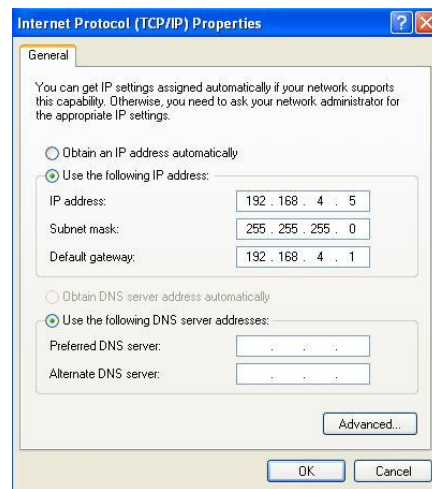 Internet Protocol (TCP/IP) Properties
General
You can get IP settings assigned automatically if your network supports
this capability. Otherwise, you need to ask your network administrator for
the appropriate IP settings.
Obtain an IP address automatically
Use the following IP address:
IP address: 192 . 168 . 4 . 5
Subnet mask: 255 . 255 . 255 . 0
Default gateway: 192 . 168 . 4 . 1
Obtain DNS server address automatically
Use the following DNS server addresses:
Preferred DNS server: . . .
Alternate DNS server: . . .
Advanced...
OK Cancel